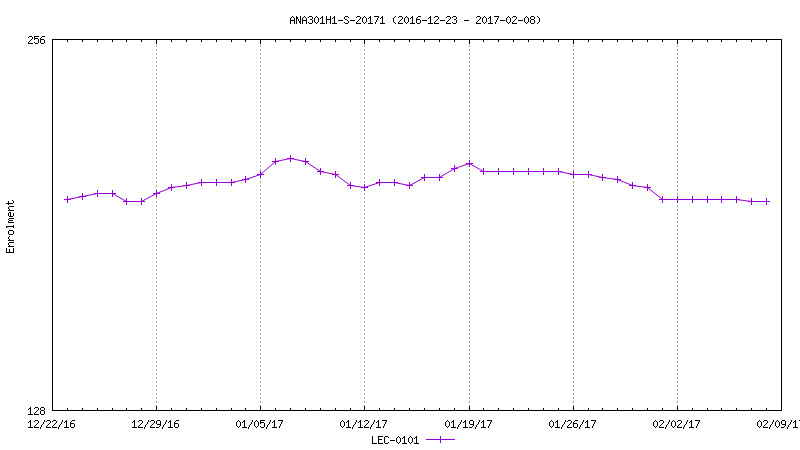 ANA301H1-S-20171 (2016-12-23 - 2017-02-08)
256
Enrolment
128
12/22/16 12/29/16 01/05/17 01/12/17 01/19/17 01/26/17 02/02/17 02/09/1
LEC-0101